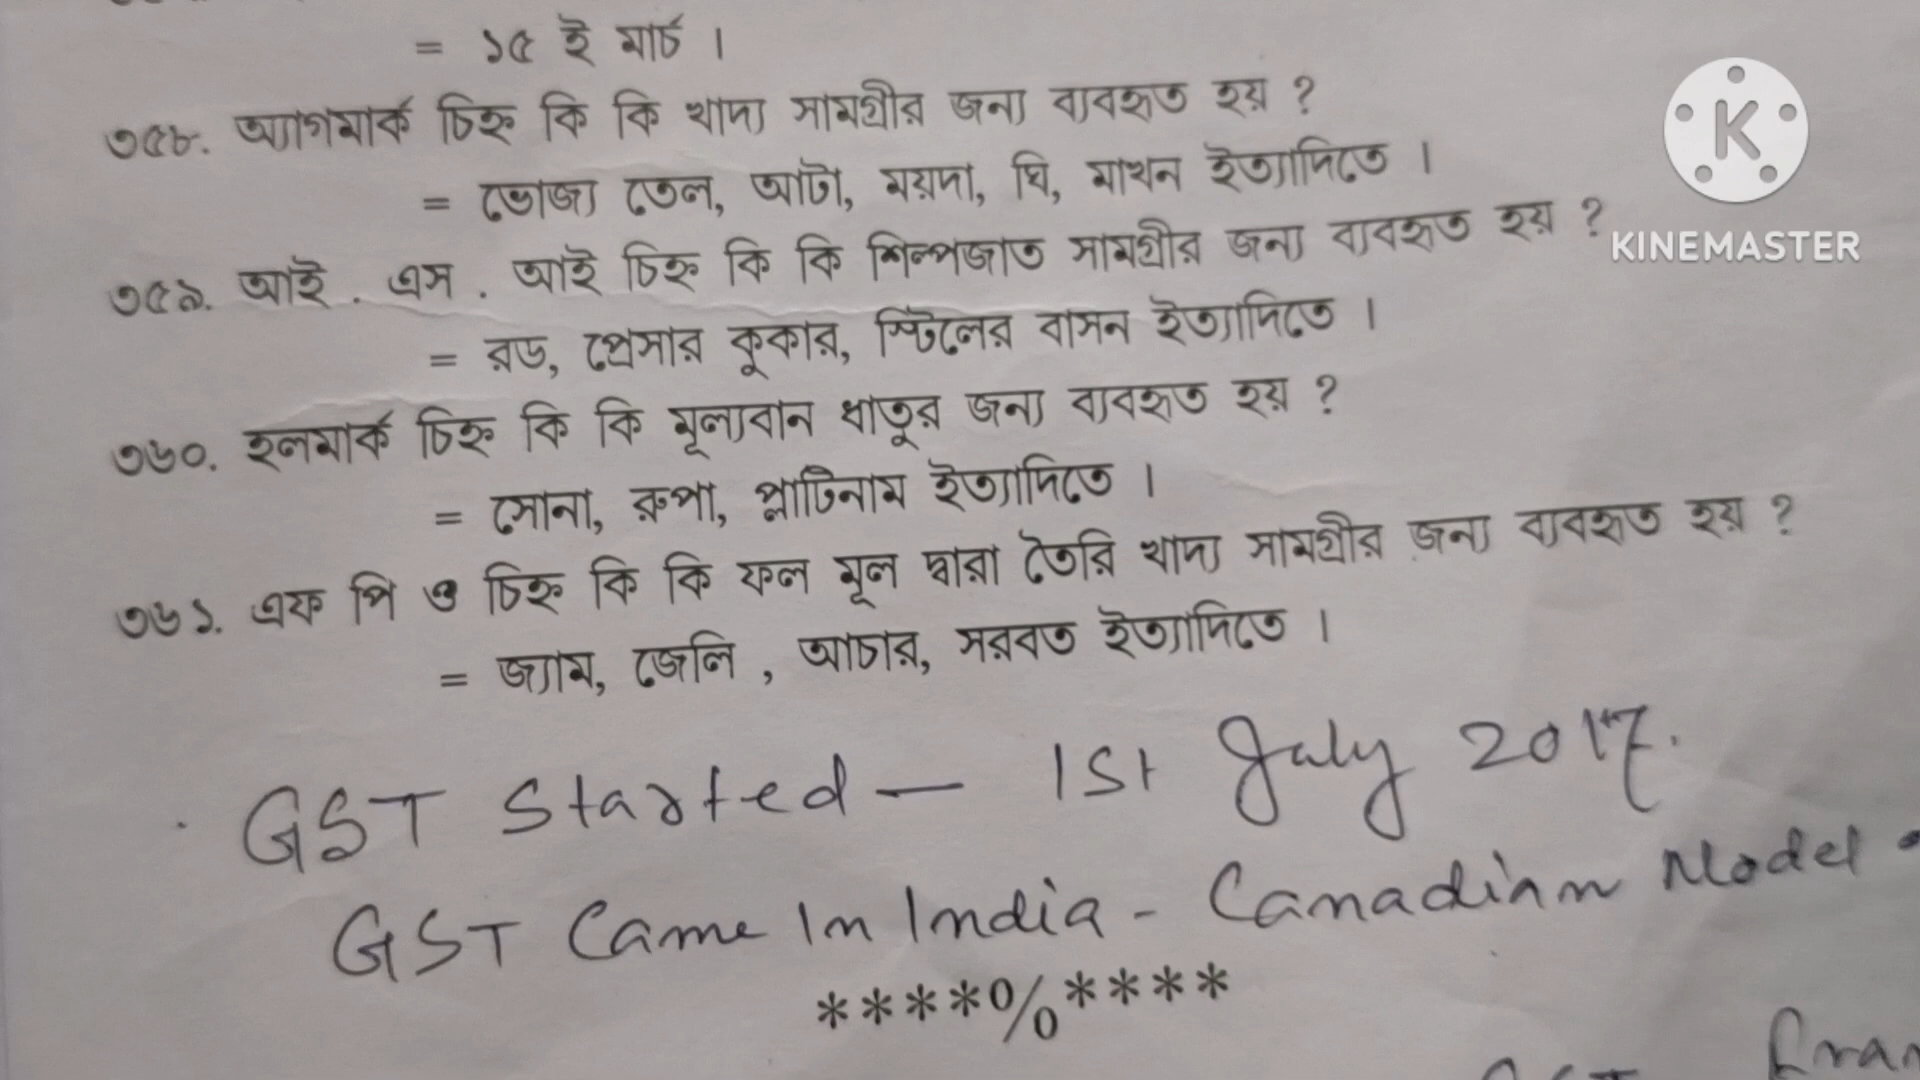 = ১৫ ই মার্চ ।
৩৫৮. অ্যাগমার্ক চিহ্ন কি কি খাদ্য সামগ্রীর জন্য ব্যবহৃত হয় ?
= ভোজ্য তেল, আটা, ময়দা, ঘি, মাখন ইত্যাদিতে ।
৩৫৯. আই . এস . আই চিহ্ন কি কি শিল্পজাত সামগ্রীর জন্য ব্যবহৃত হয় ?
KINEMASTER
= রড, প্রেসার কুকার, স্টিলের বাসন ইত্যাদিতে ।
৩৬০. হলমার্ক চিহ্ন কি কি মূল্যবান ধাতুর জন্য ব্যবহৃত হয় ?
= সোনা, রুপা, প্লাটিনাম ইত্যাদিতে ।
৩৬১. এফ পি ও চিহ্ন কি কি ফল মূল দ্বারা তৈরি খাদ্য সামগ্রীর জন্য ব্যবহৃত হয় ?
= জ্যাম, জেলি , আচার, সরবত ইত্যাদিতে ।
GST Started — 1st July 2017.
GST Came In India - Canadian Model
****%****